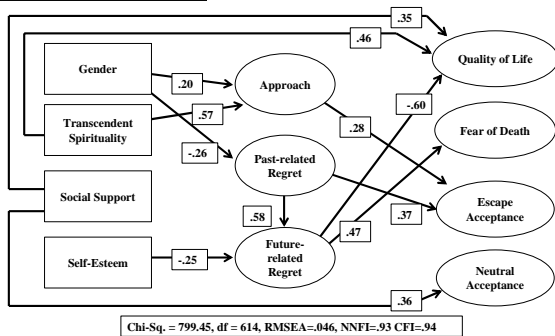 .35
.46
Gender
Quality of Life
.20
Approach
-.60
.57
Transcendent
Spirituality
.28
Fear of Death
-.26
Past-related
Regret
Social Support
Escape
Acceptance
.37
.58
.47
Self-Esteem
-.25
Future-
related
Regret
Neutral
Acceptance
.36
Chi-Sq. = 799.45, df = 614, RMSEA=.046, NNFI=.93 CFI=.94